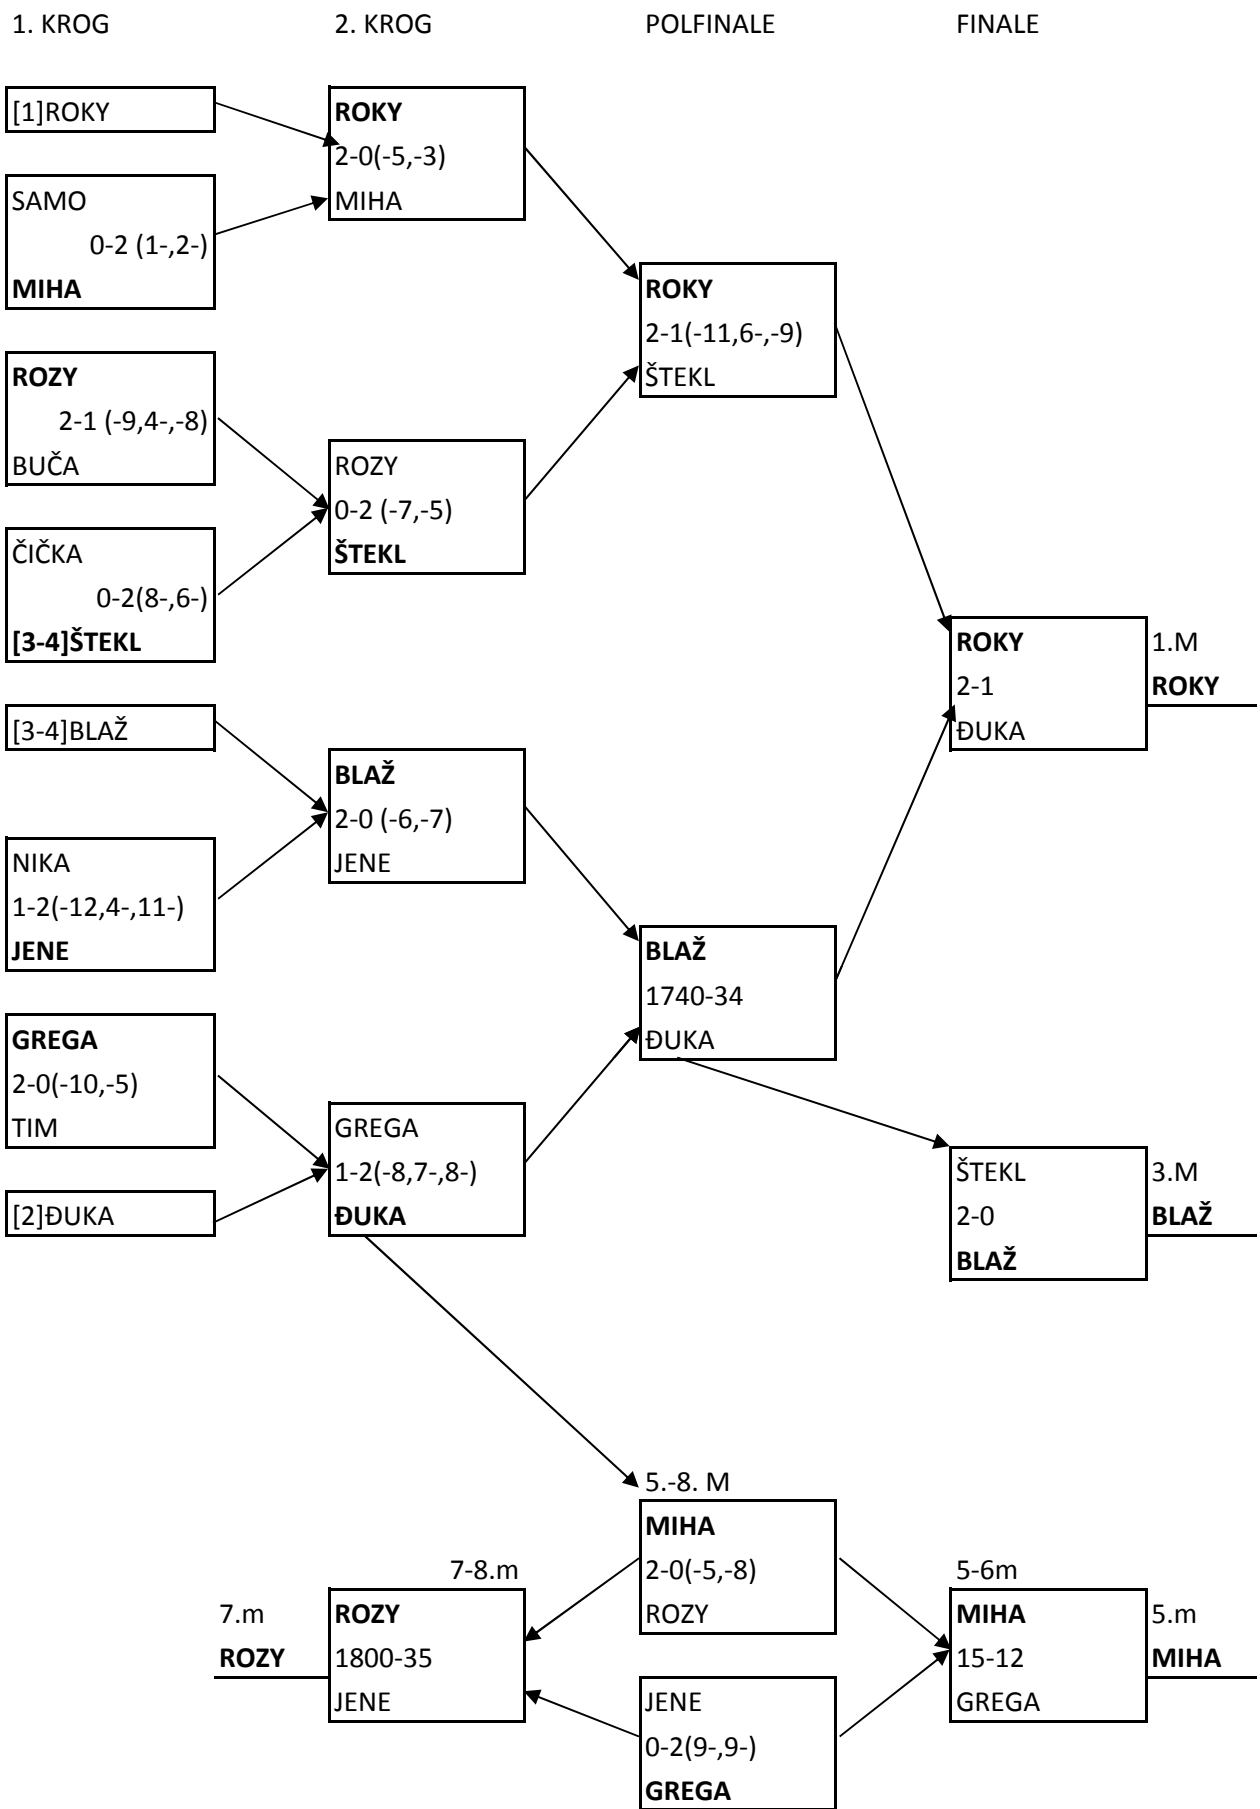 1. KROG
2. KROG
POLFINALE
FINALE
[1]ROKY
SAMO
0-2 (1-,2-)
MIHA
ROZY
2-1 (-9,4-,-8)
BUČA
ČIČKA
0-2(8-,6-)
[3-4]ŠTEKL
[3-4]BLAŽ
NIKA
1-2(-12,4-,11-)
JENE
GREGA
2-0(-10,-5)
TIM
[2]ĐUKA
ROKY
2-0(-5,-3)
MIHA
ROZY
0-2 (-7,-5)
ŠTEKL
BLAŽ
2-0 (-6,-7)
JENE
GREGA
1-2(-8,7-,8-)
ĐUKA
ROKY
2-1(-11,6-,-9)
ŠTEKL
BLAŽ
1740-34
ĐUKA
ROKY
2-1
ĐUKA
1.M
ROKY
ŠTEKL
2-0
BLAŽ
3.M
BLAŽ
5.-8. M
MIHA
2-0(-5,-8)
ROZY
JENE
0-2(9-,9-)
GREGA
7-8.m
ROZY
1800-35
JENE
7.m
ROZY
5-6m
MIHA
15-12
GREGA
5.m
MIHA